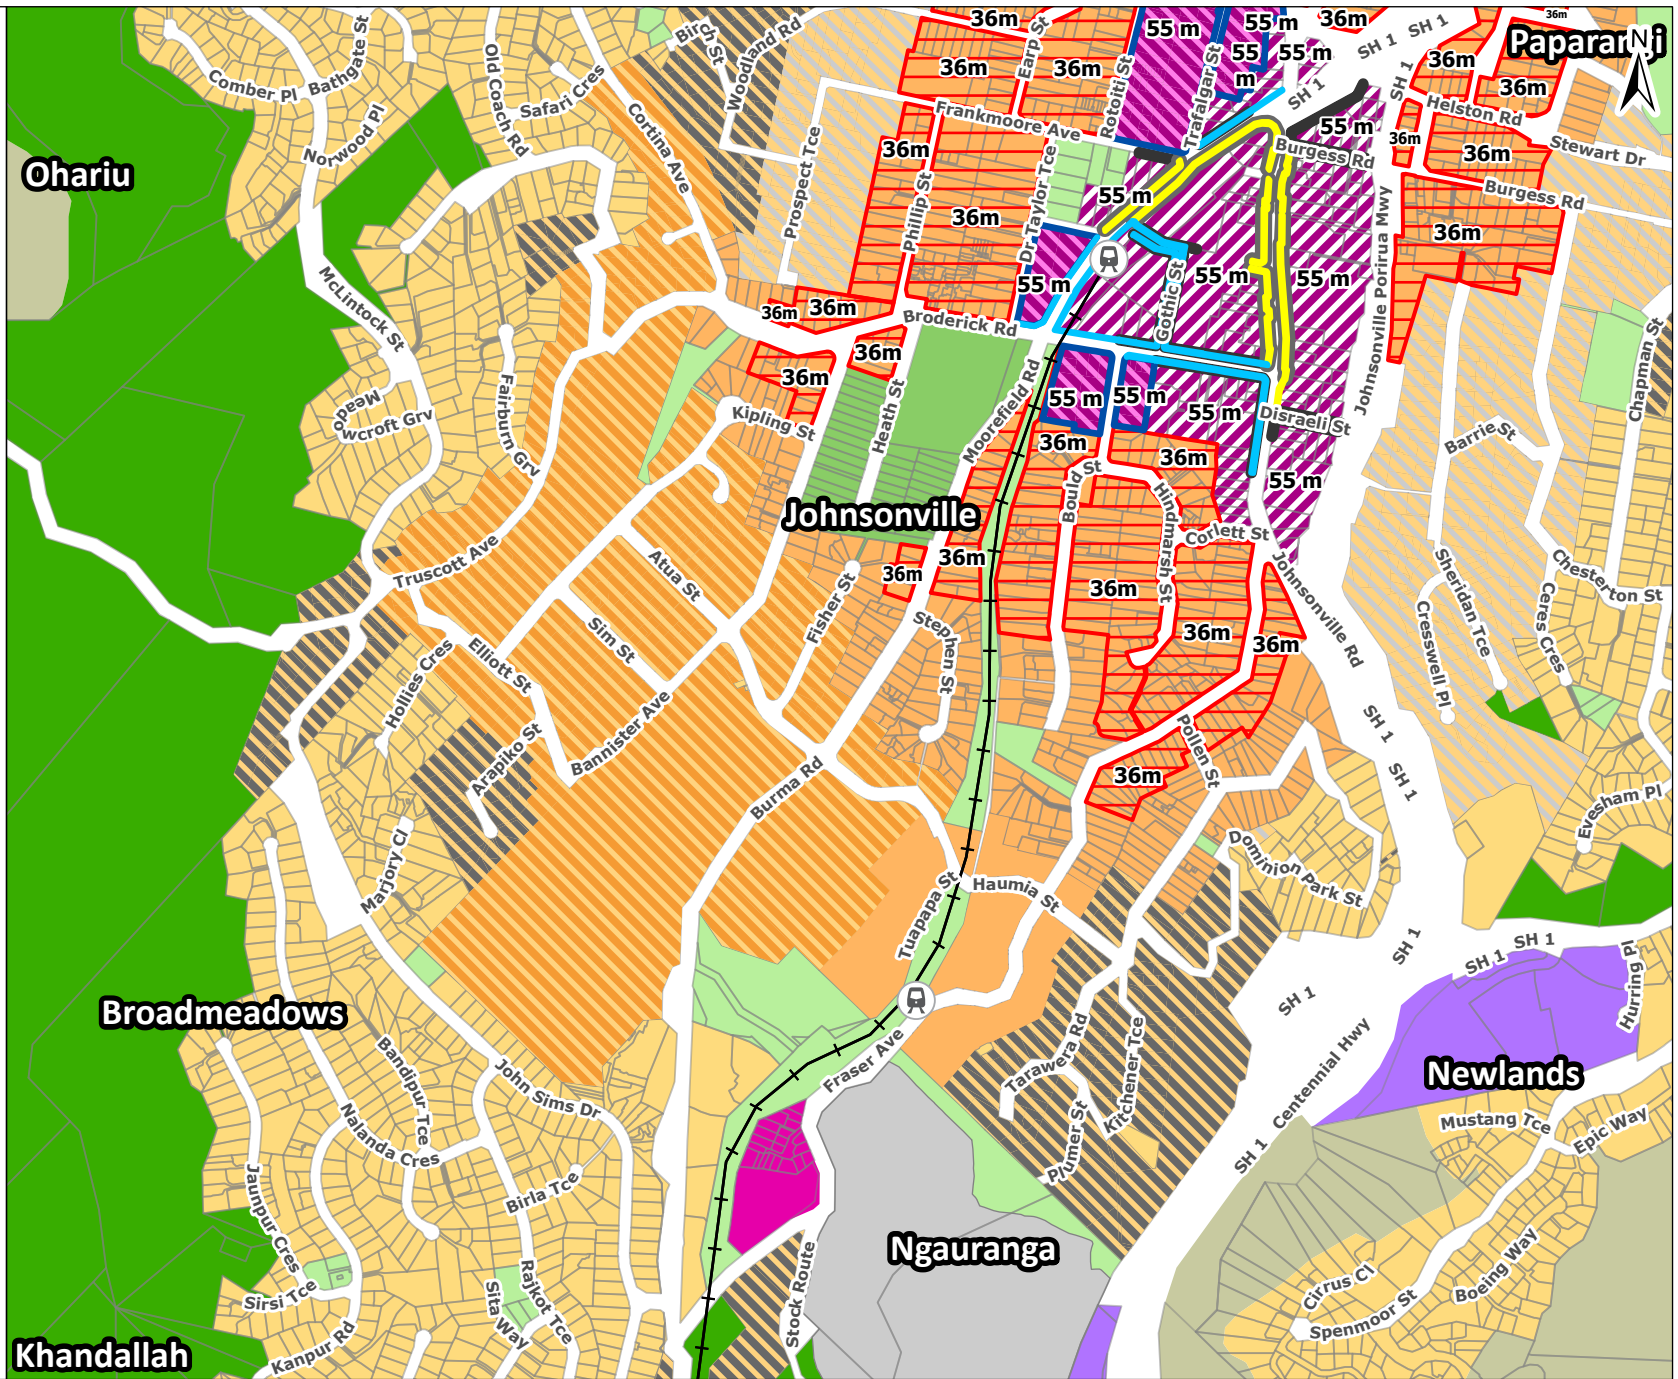 36m
Earp St
55 m
55 m
36m
SH 1
SH 1
36m
Paparangi
N
Birch St
Woodland Rd
Bathgate St
Old Coach Rd
Comber Pl
Safari Cres
36m
36m
Rotoiti St
Trafalgar St
55
m
55 m
SH 1
SH 1
36m
36m
Norwood Pl
Cortina Ave
Frankmoore Ave
Helston Rd
55 m
36m
36m
Stewart Dr
Ohariu
Prospect Tce
36m
Phillip St
36m
Dr Taylor Tce
55 m
Burgess Rd
Burgess Rd
36m
McLintock St
36m
36m
Broderick Rd
55 m
Gothic St
55 m
55 m
Johnsonville Porirua Mwy
Chapman St
36m
36m
Kipling St
Heath St
Moorefield Rd
55 m
55 m
55 m
Disraeli St
Mead
owcroft Grv
Fairburn Grv
36m
36m
Barrie St
Johnsonville
Bould St
Hindmarsh St
55 m
Corlett St
Truscott Ave
Atua St
Fisher St
36m
36m
36m
Johnsonville Rd
Sheridan Tce
Cresswell Pl
Ceres Cres
Chesterton St
Sim St
Stephen St
36m
36m
Hollies Cres
Elliott St
Bannister Ave
Arapiko St
Burma Rd
Pollen St
36m
SH 1
SH 1
Evesham Pl
Marjory Cl
Dominion Park St
Tuapapa St
Haumia St
SH 1
SH 1
SH 1
SH 1
Hurring Pl
Broadmeadows
Bandipur Tce
John Sims Dr
Fraser Ave
Tarawera Rd
Kitchener Tce
Plumer St
SH 1
Centennial Hwy
Newlands
Mustang Tce
Epic Way
Nalanda Cres
Jaunpur Cres
Birla Tce
Ngauranga
Sirsi Tce
Sita Way
Rajkot Tce
Stock Route
Cirrus Cl
Boeing Way
Spenmoor St
Khandallah
Kanpur Rd